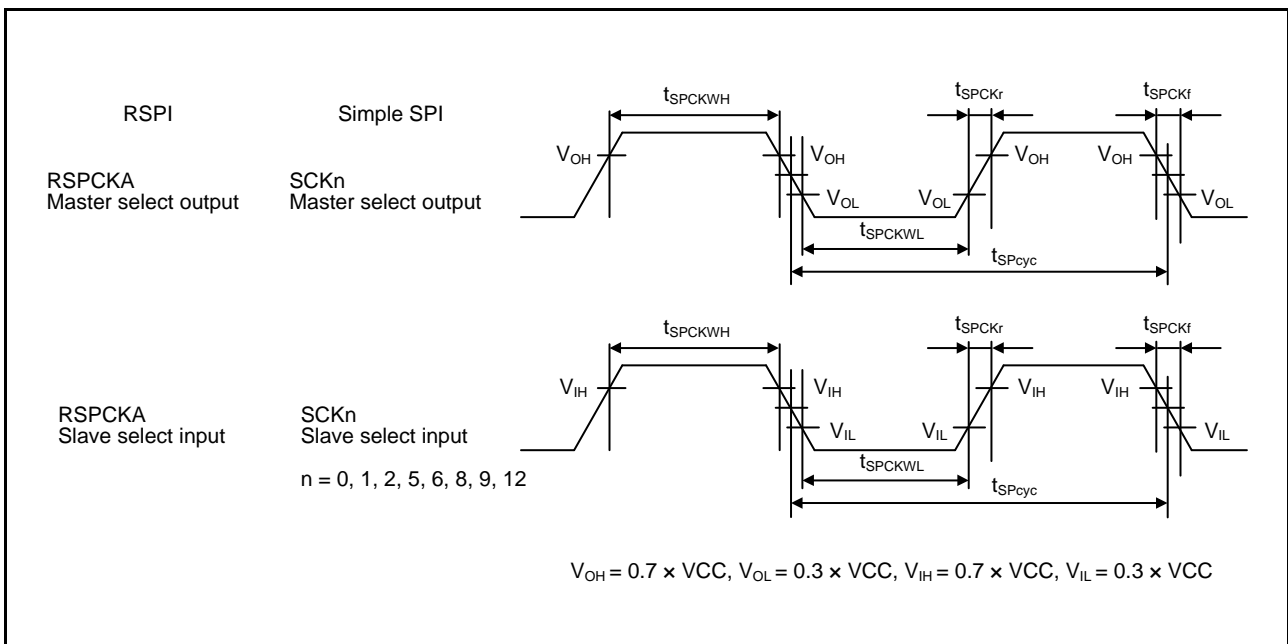 RSPI
Simple SPI
tSPCKWH
tSPCKr
tSPCKf
VOH
VOH
VOH
VOH
RSPCKA
Master select output
SCKn
Master select output
VOL
VOL
VOL
tSPCKWL
tSPcyc
tSPCKWH
tSPCKr
tSPCKf
VIH
VIH
VIH
VIH
RSPCKA
Slave select input
SCKn
Slave select input
VIL
VIL
VIL
tSPCKWL
n = 0, 1, 2, 5, 6, 8, 9, 12
tSPcyc
VOH = 0.7 × VCC, VOL = 0.3 × VCC, VIH = 0.7 × VCC, VIL = 0.3 × VCC